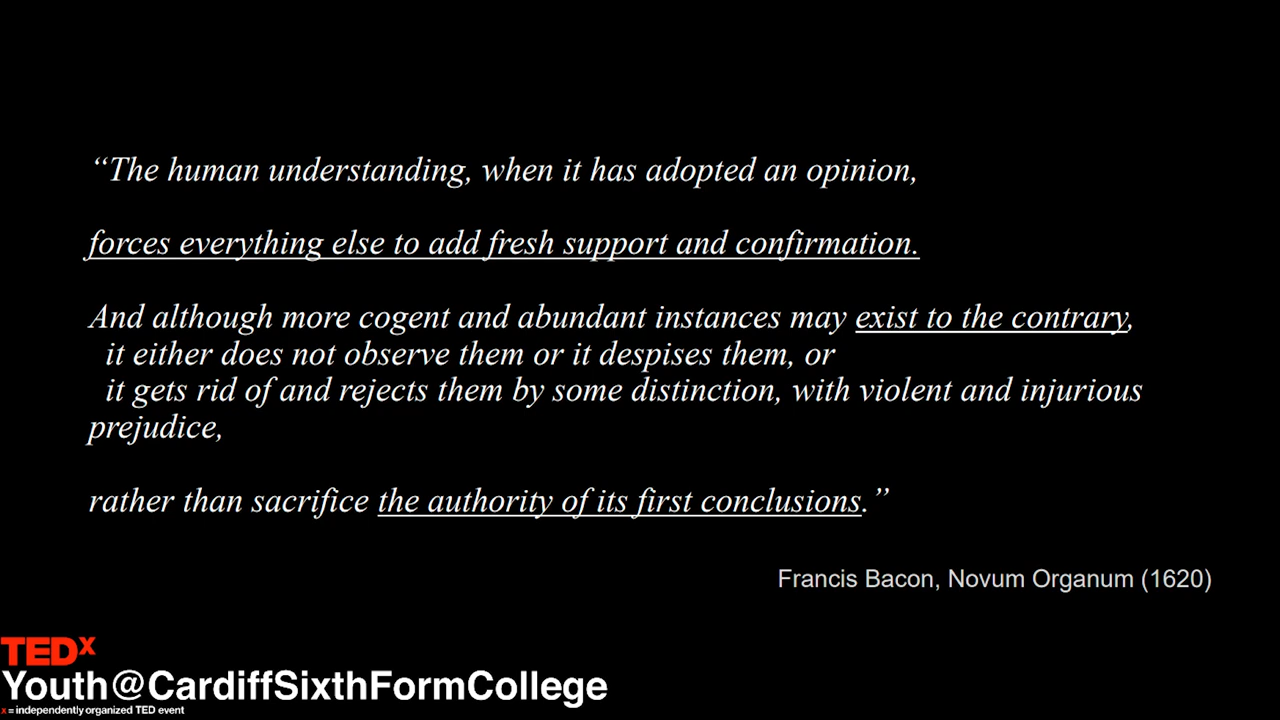 “The human understanding, when it has adopted an opinion,
forces everything else to add fresh support and confirmation.
And although more cogent and abundant instances may exist to the contrary,
it either does not observe them or it despises them, or
it gets rid of and rejects them by some distinction, with violent and injurious
prejudice,
rather than sacrifice the authority of its first conclusions.”
Francis Bacon, Novum Organum (1620)
TEDx
Youth@CardiffSixthFormCollege
x = independently organized TED event